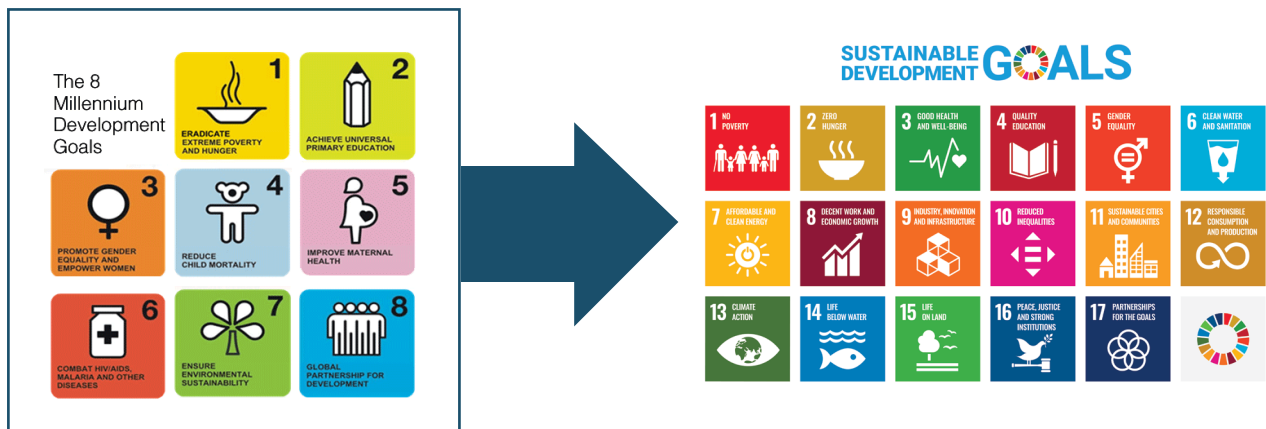 The 8
Millennium
Development
Goals
1
ERADICATE
EXTREME POVERTY
AND HUNGER
2
ACHIEVE UNIVERSAL
PRIMARY EDUCATION
3
PROMOTE GENDER
EQUALITY AND
EMPOWER WOMEN
4
REDUCE
CHILD MORTALITY
5
IMPROVE MATERNAL
HEALTH
6
COMBAT HIV/AIDS,
MALARIA AND OTHER
DISEASES
7
ENSURE
ENVIRONMENTAL
SUSTAINABILITY
8
GLOBAL
PARTNERSHIP FOR
DEVELOPMENT
SUSTAINABLE
DEVELOPMENT
GOALS
1 NO
POVERTY
2 ZERO
HUNGER
3 GOOD HEALTH
AND WELL-BEING
4 QUALITY
EDUCATION
5 GENDER
EQUALITY
6 CLEAN WATER
AND SANITATION
7 AFFORDABLE AND
CLEAN ENERGY
8 DECENT WORK AND
ECONOMIC GROWTH
9 INDUSTRY, INNOVATION
AND INFRASTRUCTURE
10 REDUCED
INEQUALITIES
11 SUSTAINABLE CITIES
AND COMMUNITIES
12 RESPONSIBLE
CONSUMPTION
AND PRODUCTION
13 CLIMATE
ACTION
14 LIFE
BELOW WATER
15 LIFE
ON LAND
16 PEACE, JUSTICE
AND STRONG
INSTITUTIONS
17 PARTNERSHIPS
FOR THE GOALS